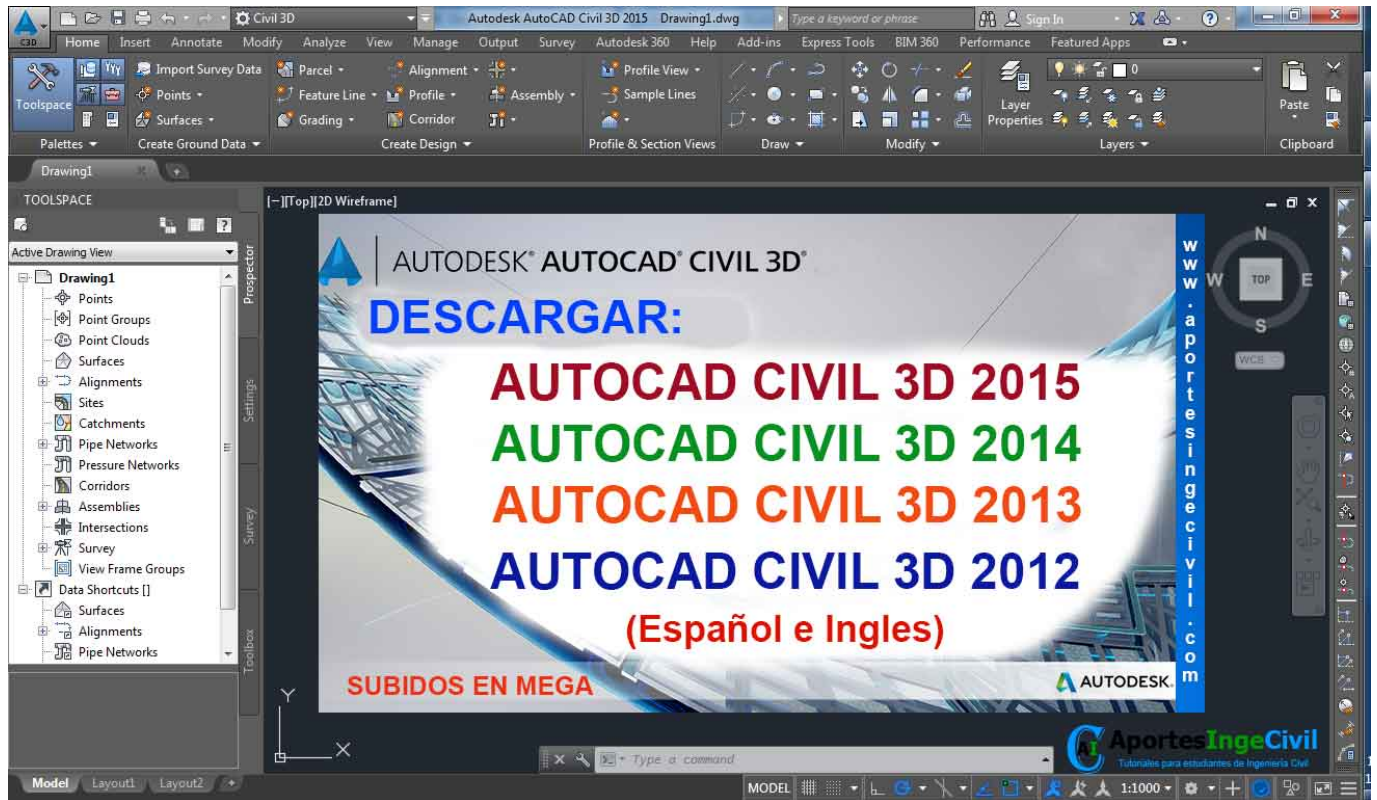 Civil 3D
Autodesk AutoCAD Civil 3D 2015 Drawing1.dwg
Type a keyword or phrase
Sign In
C3D
Home Insert Annotate Modify Analyze View Manage Output Survey Autodesk 360 Help Add-ins Express Tools BIM 360 Performance Featured Apps
Import Survey Data Parcel Alignment Profile View
Toolspace Points Feature Line Profile Assembly Sample Lines Layer Properties 0 Paste
Surfaces Grading Corridor
Palettes Create Ground Data Create Design Profile & Section Views Draw Modify Layers Clipboard
Drawing1
TOOLSPACE
Active Drawing View
Drawing1
Points
Point Groups
Point Clouds
Surfaces
Alignments
Sites
Catchments
Pipe Networks
Pressure Networks
Corridors
Assemblies
Intersections
Survey
View Frame Groups
Data Shortcuts []
Surfaces
Alignments
Pipe Networks
Prospector
Settings
Survey
Toolbox
[−][Top][2D Wireframe]
AUTODESK® AUTOCAD® CIVIL 3D®
DESCARGAR:
AUTOCAD CIVIL 3D 2015
AUTOCAD CIVIL 3D 2014
AUTOCAD CIVIL 3D 2013
AUTOCAD CIVIL 3D 2012
(Español e Ingles)
SUBIDOS EN MEGA
AUTODESK.
www.aportesingecivil.com
N
W TOP E
S
WCS
Y
X
Type a command
AportesIngeCivil
Tutoriales para estudiantes de Ingenieria Civil
Model Layout1 Layout2
MODEL 1:1000